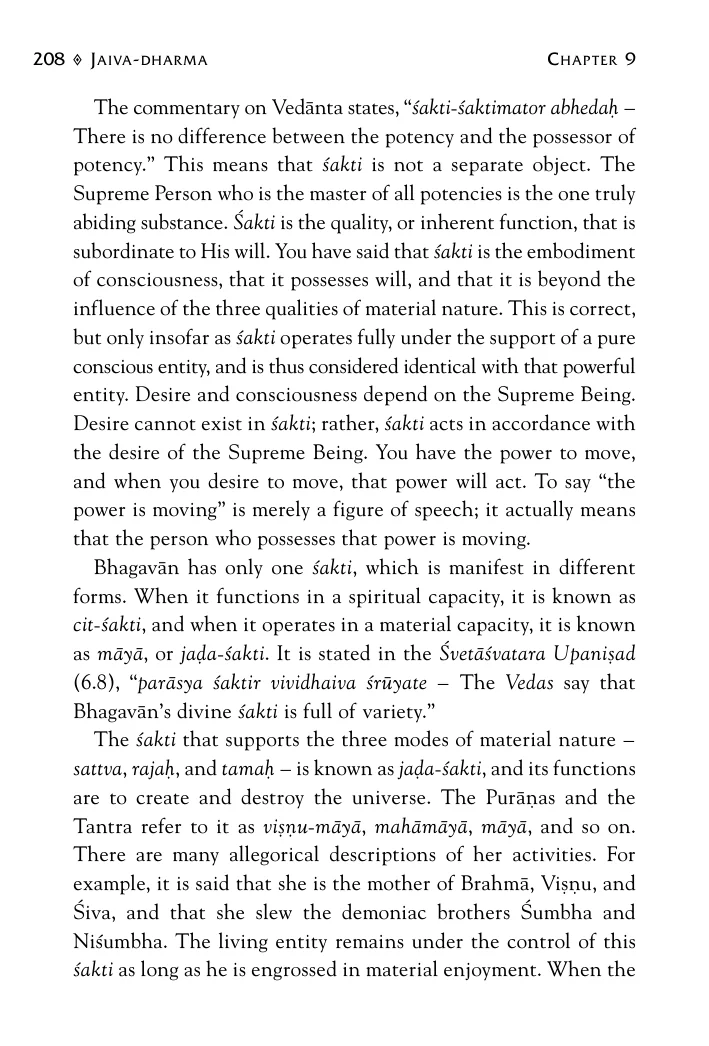 208 ◊ JAIVA-DHARMA CHAPTER 9
The commentary on Vedānta states, “śakti-śaktimator abhedaḥ –
There is no difference between the potency and the possessor of
potency.” This means that śakti is not a separate object. The
Supreme Person who is the master of all potencies is the one truly
abiding substance. Śakti is the quality, or inherent function, that is
subordinate to His will. You have said that śakti is the embodiment
of consciousness, that it possesses will, and that it is beyond the
influence of the three qualities of material nature. This is correct,
but only insofar as śakti operates fully under the support of a pure
conscious entity, and is thus considered identical with that powerful
entity. Desire and consciousness depend on the Supreme Being.
Desire cannot exist in śakti; rather, śakti acts in accordance with
the desire of the Supreme Being. You have the power to move,
and when you desire to move, that power will act. To say “the
power is moving” is merely a figure of speech; it actually means
that the person who possesses that power is moving.
Bhagavān has only one śakti, which is manifest in different
forms. When it functions in a spiritual capacity, it is known as
cit-śakti, and when it operates in a material capacity, it is known
as māyā, or jaḍa-śakti. It is stated in the Śvetāśvatara Upaniṣad
(6.8), “parāsya śaktir vividhaiva śrūyate – The Vedas say that
Bhagavān’s divine śakti is full of variety.”
The śakti that supports the three modes of material nature –
sattva, rajaḥ, and tamaḥ – is known as jaḍa-śakti, and its functions
are to create and destroy the universe. The Purāṇas and the
Tantra refer to it as viṣṇu-māyā, mahāmāyā, māyā, and so on.
There are many allegorical descriptions of her activities. For
example, it is said that she is the mother of Brahmā, Viṣṇu, and
Śiva, and that she slew the demoniac brothers Śumbha and
Niśumbha. The living entity remains under the control of this
śakti as long as he is engrossed in material enjoyment. When the